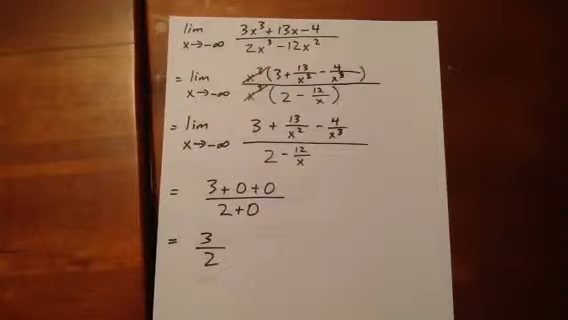 lim x→-∞ (3x³+13x-4)/(2x³-12x²)
= lim x→-∞ x³(3+13/x²-4/x³)/x³(2-12/x)
= lim x→-∞ (3+13/x²-4/x³)/(2-12/x)
= (3+0+0)/(2+0)
= 3/2